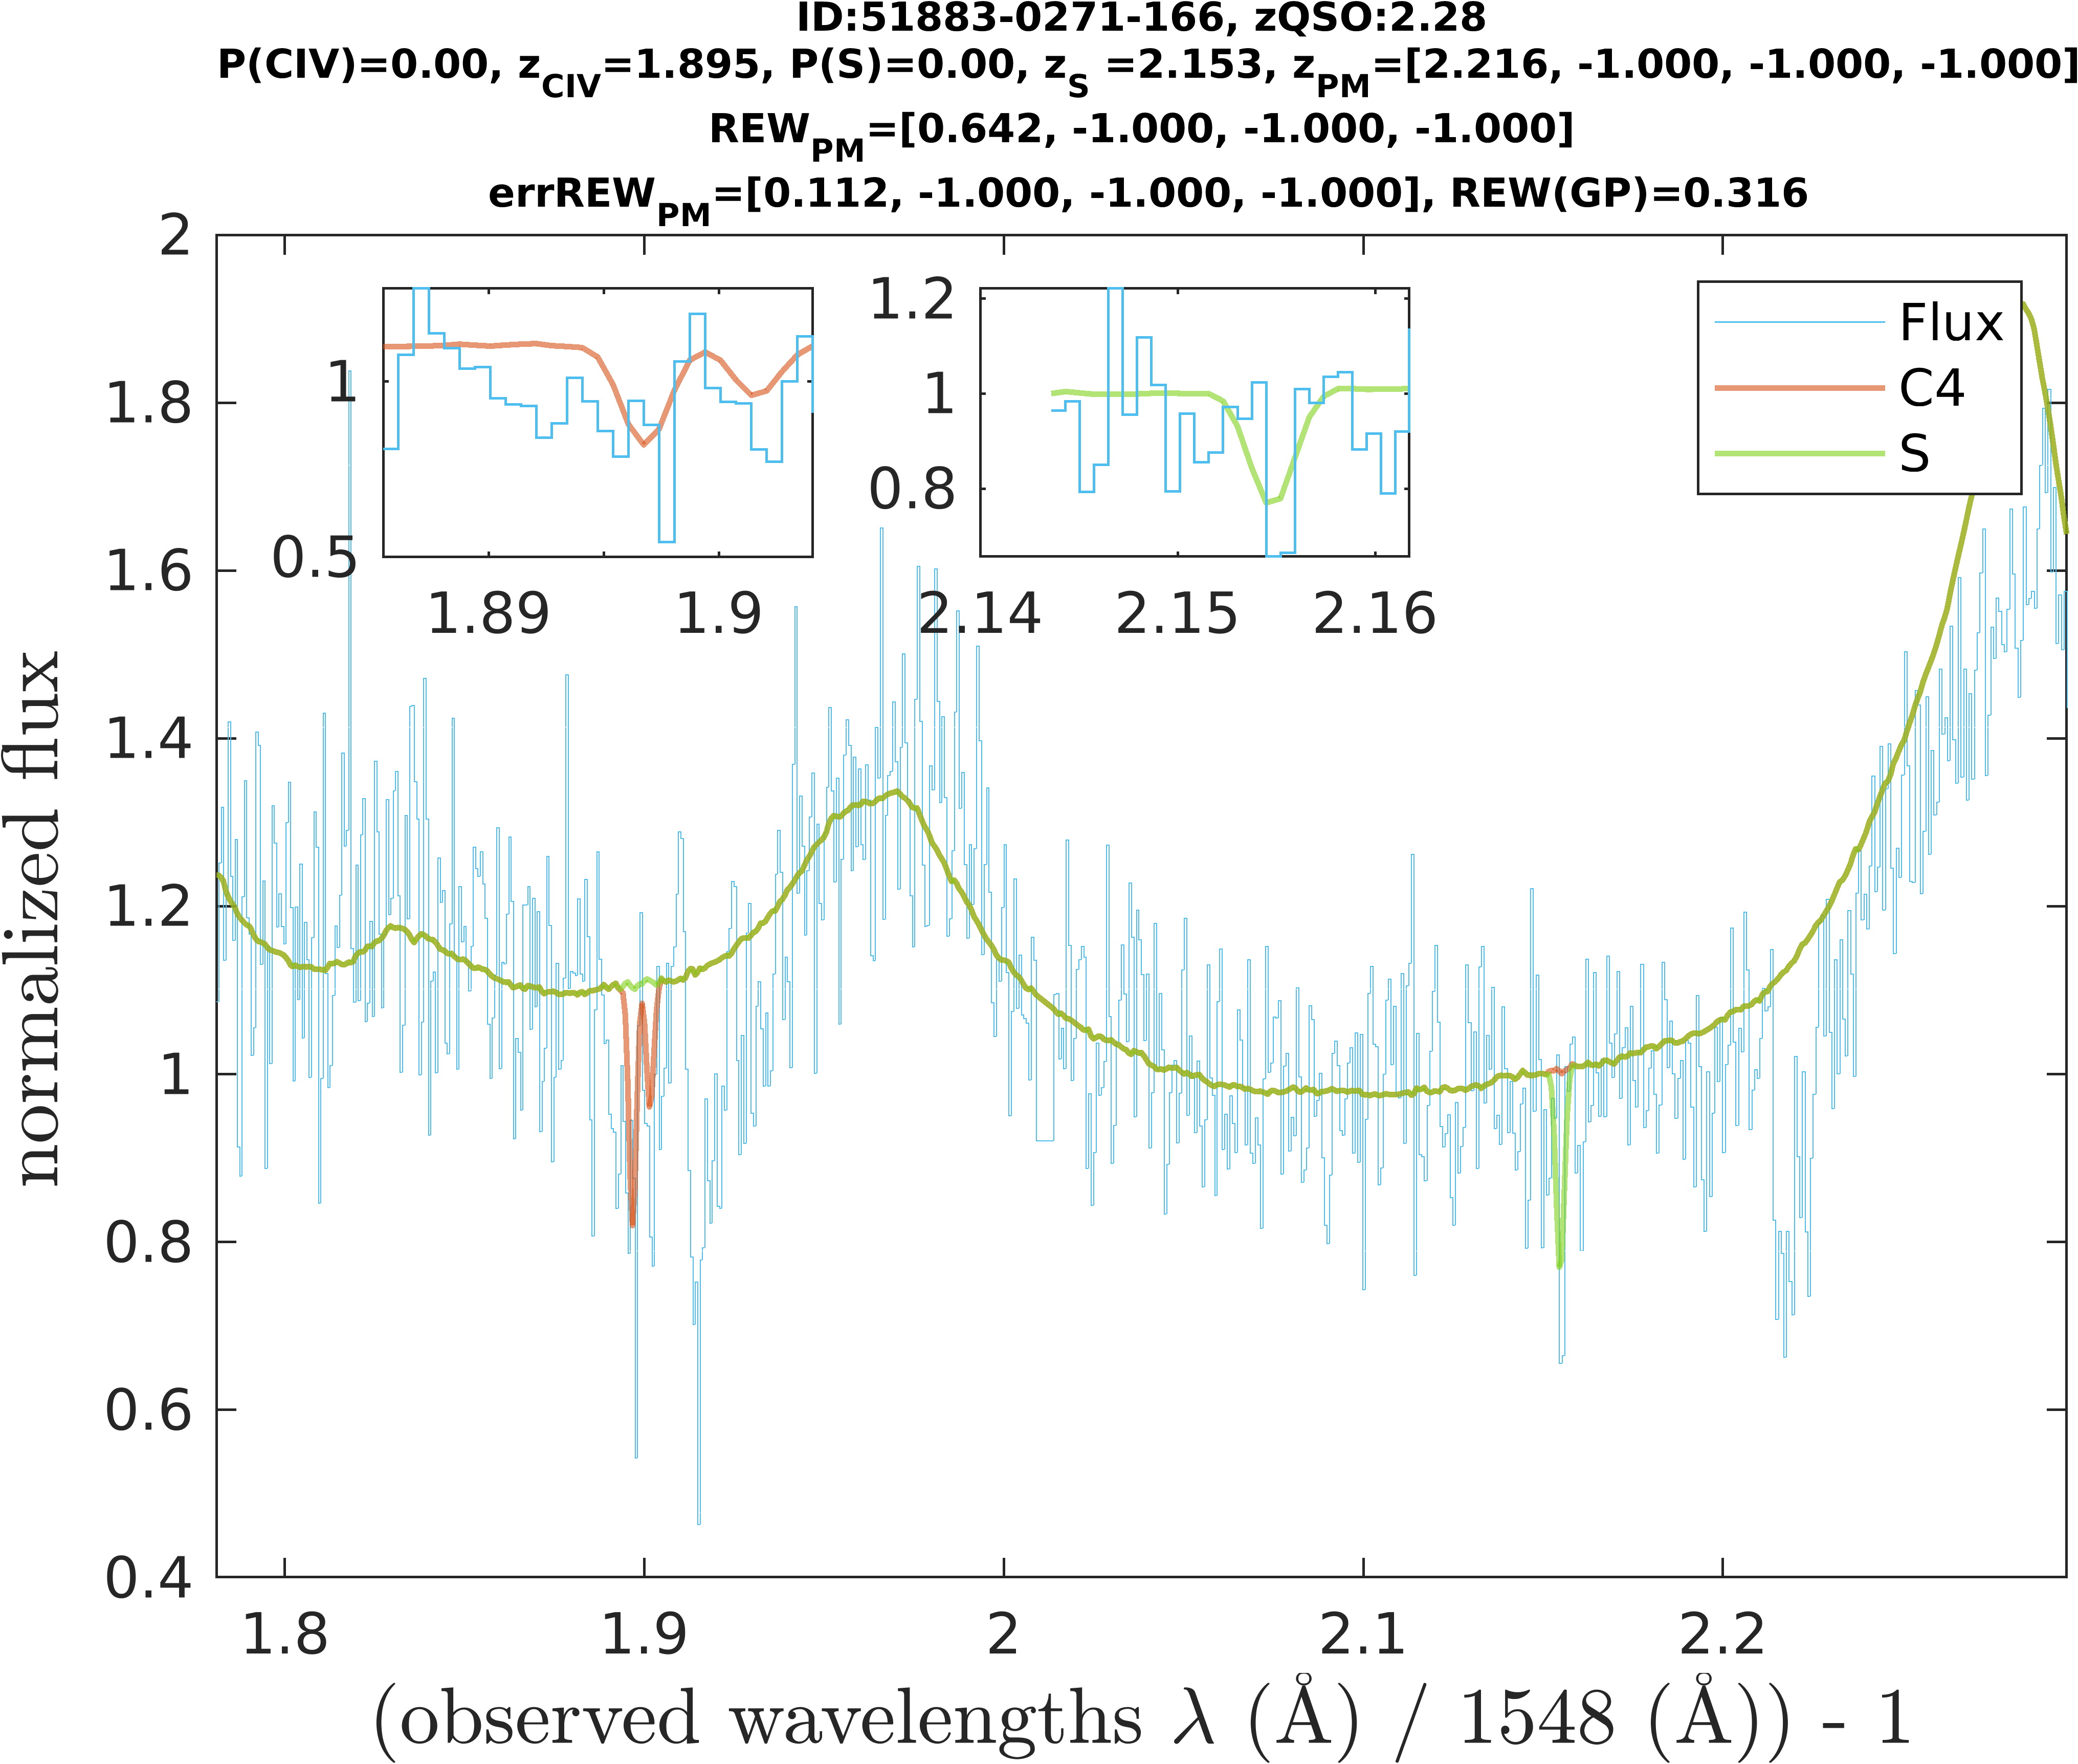 ID:51883-0271-166, zQSO:2.28
P(CIV)=0.00, zCIV=1.895, P(S)=0.00, zS =2.153, zPM=[2.216, -1.000, -1.000, -1.000]
REWPM=[0.642, -1.000, -1.000, -1.000]
errREWPM=[0.112, -1.000, -1.000, -1.000], REW(GP)=0.316
2
1.8
1.6
1.4
1.2
1
0.8
0.6
0.4
normalized flux
1
0.5
1.89 1.9
1.2
1
0.8
2.14 2.15 2.16
Flux
C4
S
1.8 1.9 2 2.1 2.2
(observed wavelengths λ (Å) / 1548 (Å)) - 1